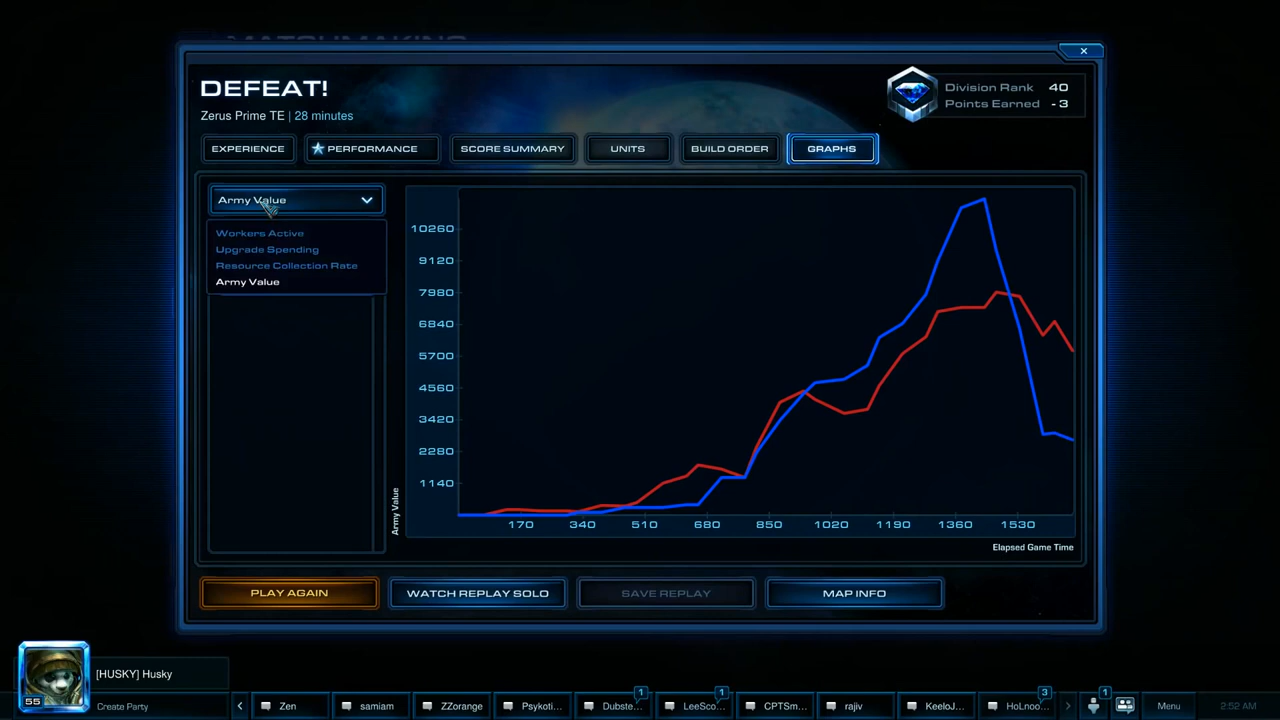 DEFEAT!
Zerus Prime TE | 28 minutes
Division Rank 40
Points Earned - 3
EXPERIENCE
PERFORMANCE
SCORE SUMMARY
UNITS
BUILD ORDER
GRAPHS
Army Value
Workers Active
Upgrade Spending
Resource Collection Rate
Army Value
10260
9120
7980
6840
5700
4560
3420
2280
1140
Army Value
170 340 510 680 850 1020 1190 1360 1530
Elapsed Game Time
PLAY AGAIN
WATCH REPLAY SOLO
SAVE REPLAY
MAP INFO
55
[HUSKY] Husky
Create Party
Zen
samiam
ZZorange
Psykoti...
Dubste...
1
LeeSco...
1
CPTSm...
rajiv
KeeloJ...
HoLnoo...
3
1
Menu
2:52 AM